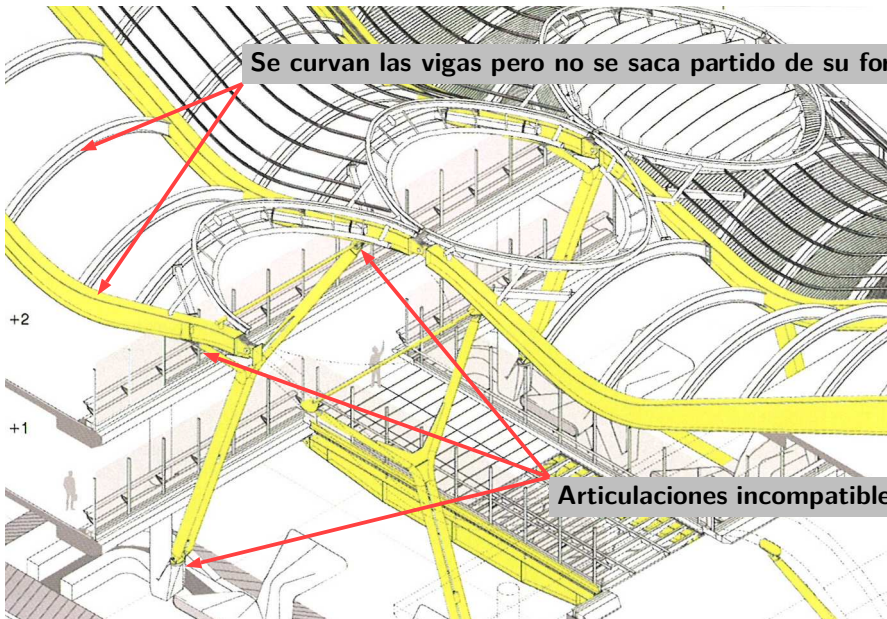 Se curvan las vigas pero no se saca partido de su for
+2
+1
Articulaciones incompatible